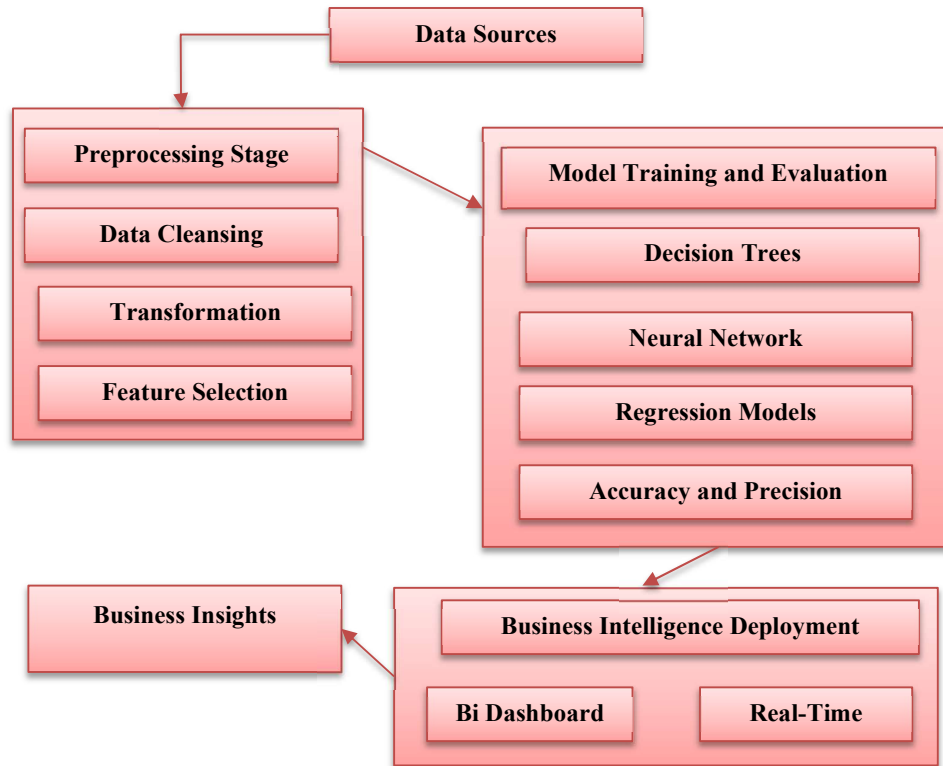 Data Sources
Preprocessing Stage
Data Cleansing
Transformation
Feature Selection
Model Training and Evaluation
Decision Trees
Neural Network
Regression Models
Accuracy and Precision
Business Intelligence Deployment
Bi Dashboard
Real-Time
Business Insights